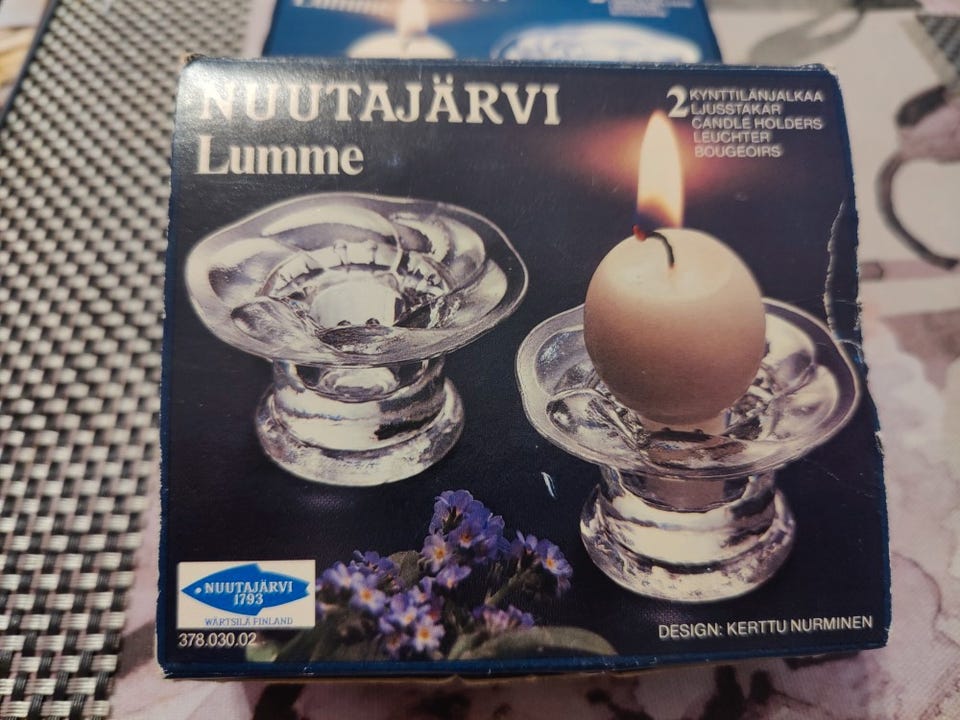 Lumme
NUUTAJÄRVI
Lumme
2 KYNTTILÄNJALKAA
LJUSSTAKAR
CANDLE HOLDERS
LEUCHTER
BOUGEOIRS
NUUTAJÄRVI
1793
WÄRTSILÄ FINLAND
378.030.02
DESIGN: KERTTU NURMINEN